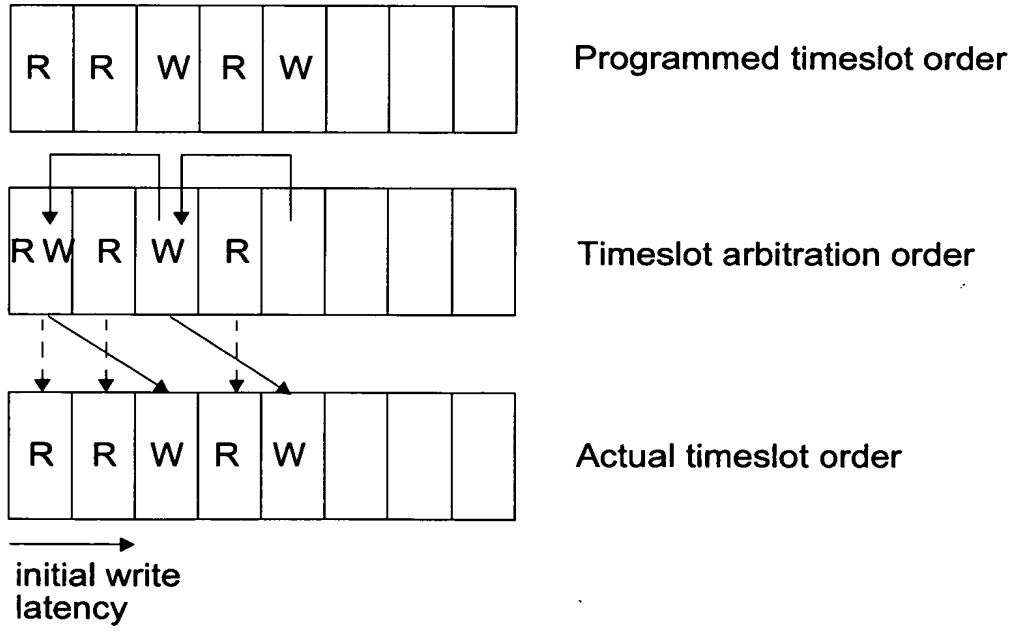 R R W R W Programmed timeslot order
RW R W R Timeslot arbitration order
R R W R W Actual timeslot order
initial write
latency